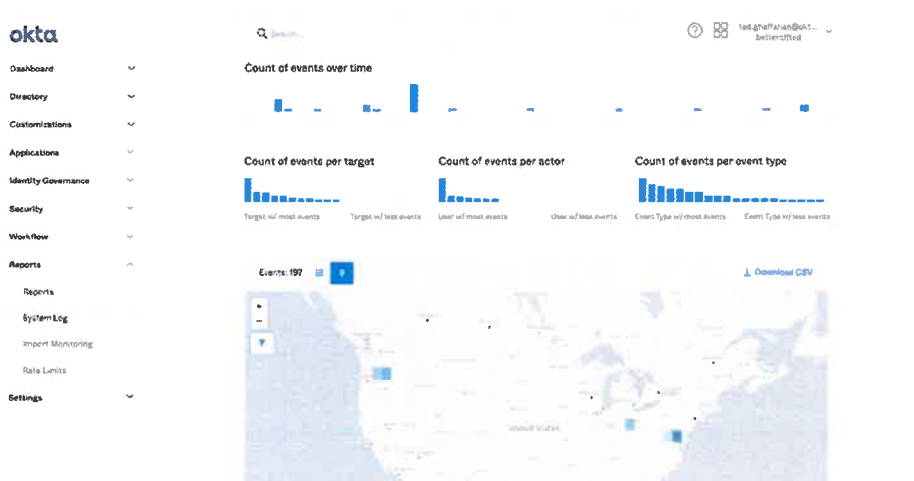 okta
Search...
Dashboard
Directory
Customizations
Applications
Identity Governance
Security
Workflow
Reports
Reports
System Log
Import Monitoring
Rate Limits
Settings
Count of events over time
Count of events per target
Target w/ most events
Target w/ less events
Count of events per actor
User w/ most events
User w/ less events
Count of events per event type
Event Type w/ most events
Event Type w/ less events
Events: 197
Download CSV
+
−
United States